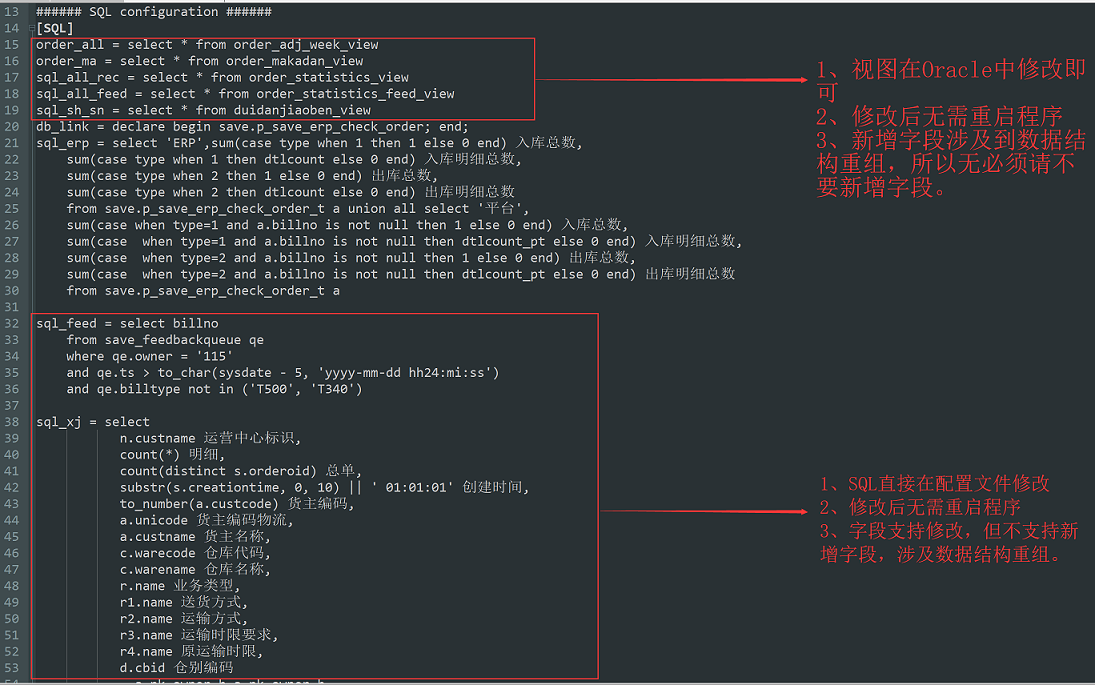 13 ###### SQL configuration ######
14 [SQL]
15 order_all = select * from order_adj_week_view
16 order_ma = select * from order_makadan_view
17 sql_all_rec = select * from order_statistics_view
18 sql_all_feed = select * from order_statistics_feed_view
19 sql_sh_sn = select * from duidanjiaoben_view
20 db_link = declare begin save.p_save_erp_check_order; end;
21 sql_erp = select 'ERP',sum(case type when 1 then 1 else 0 end) 入库总数,
22 sum(case type when 1 then dtlcount else 0 end) 入库明细总数,
23 sum(case type when 2 then 1 else 0 end) 出库总数,
24 sum(case type when 2 then dtlcount else 0 end) 出库明细总数
25 from save.p_save_erp_check_order_t a union all select '平台',
26 sum(case when type=1 and a.billno is not null then 1 else 0 end) 入库总数,
27 sum(case  when type=1 and a.billno is not null then dtlcount_pt else 0 end) 入库明细总数,
28 sum(case  when type=2 and a.billno is not null then 1 else 0 end) 出库总数,
29 sum(case  when type=2 and a.billno is not null then dtlcount_pt else 0 end) 出库明细总数
30 from save.p_save_erp_check_order_t a
31
32 sql_feed = select billno
33 from save_feedbackqueue qe
34 where qe.owner = '115'
35 and qe.ts > to_char(sysdate - 5, 'yyyy-mm-dd hh24:mi:ss')
36 and qe.billtype not in ('T500', 'T340')
37
38 sql_xj = select
39 n.custname 运营中心标识,
40 count(*) 明细,
41 count(distinct s.orderoid) 总单,
42 substr(s.creationtime, 0, 10) || ' 01:01:01' 创建时间,
43 to_number(a.custcode) 货主编码,
44 a.unicode 货主编码物流,
45 a.custname 货主名称,
46 c.warecode 仓库代码,
47 c.warename 仓库名称,
48 r.name 业务类型,
49 r1.name 送货方式,
50 r2.name 运输方式,
51 r3.name 运输时限要求,
52 r4.name 原运输时限,
53 d.cbid 仓别编码
1、视图在Oracle中修改即
可
2、修改后无需重启程序
3、新增字段涉及到数据结
构重组，所以无必须请不
要新增字段。
1、SQL直接在配置文件修改
2、修改后无需重启程序
3、字段支持修改，但不支持新
增字段，涉及数据结构重组。